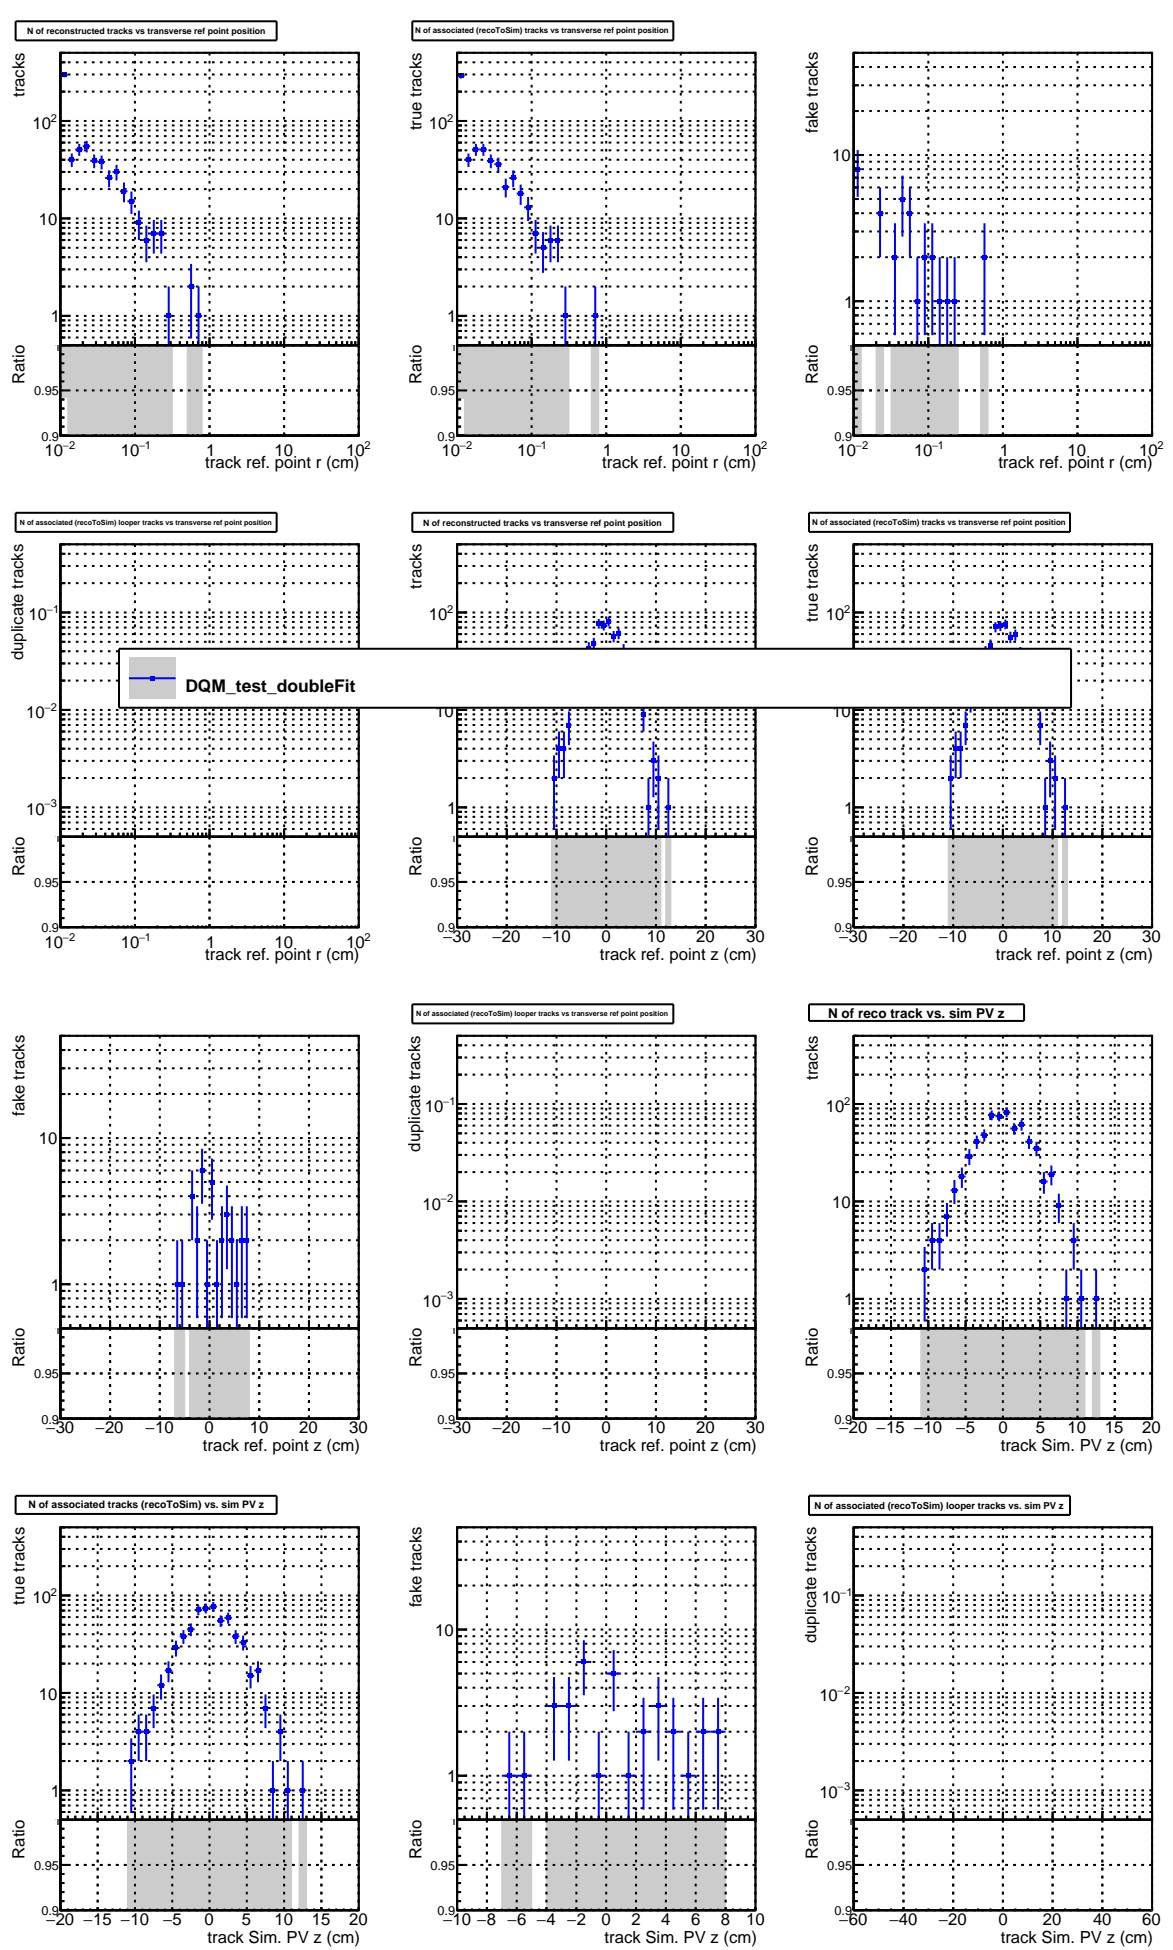 N of reconstructed tracks vs transverse ref point position
N of associated (recoToSim) tracks vs transverse ref point position
tracks
10²
10
1
Ratio
0.95
0.9
10⁻² 10⁻¹ 1 10 10²
track ref. point r (cm)
true tracks
10²
10
1
Ratio
0.95
0.9
10⁻² 10⁻¹ 1 10 10²
track ref. point r (cm)
fake tracks
10
1
Ratio
0.95
0.9
10⁻² 10⁻¹ 1 10 10²
track ref. point r (cm)
N of associated (recoToSim) looper tracks vs transverse ref point position
N of reconstructed tracks vs transverse ref point position
N of associated (recoToSim) tracks vs transverse ref point position
duplicate tracks
10⁻¹
10⁻²
10⁻³
Ratio
0.95
0.9
10⁻² 10⁻¹ 1 10 10²
track ref. point r (cm)
tracks
10²
10
1
Ratio
0.95
0.9
−30 −20 −10 0 10 20 30
track ref. point z (cm)
true tracks
10²
10
1
Ratio
0.95
0.9
−30 −20 −10 0 10 20 30
track ref. point z (cm)
DQM_test_doubleFit
N of associated (recoToSim) looper tracks vs transverse ref point position
N of reco track vs. sim PV z
fake tracks
10
1
Ratio
0.95
0.9
−30 −20 −10 0 10 20 30
track ref. point z (cm)
duplicate tracks
10⁻¹
10⁻²
10⁻³
Ratio
0.95
0.9
−30 −20 −10 0 10 20 30
track ref. point z (cm)
tracks
10²
10
1
Ratio
0.95
0.9
−20 −15 −10 −5 0 5 10 15 20
track Sim. PV z (cm)
N of associated tracks (recoToSim) vs. sim PV z
N of associated (recoToSim) looper tracks vs. sim PV z
true tracks
10²
10
1
Ratio
0.95
0.9
−20 −15 −10 −5 0 5 10 15 20
track Sim. PV z (cm)
fake tracks
10
1
Ratio
0.95
0.9
−10 −8 −6 −4 −2 0 2 4 6 8 10
track Sim. PV z (cm)
duplicate tracks
10⁻¹
10⁻²
10⁻³
Ratio
0.95
0.9
−60 −40 −20 0 20 40 60
track Sim. PV z (cm)